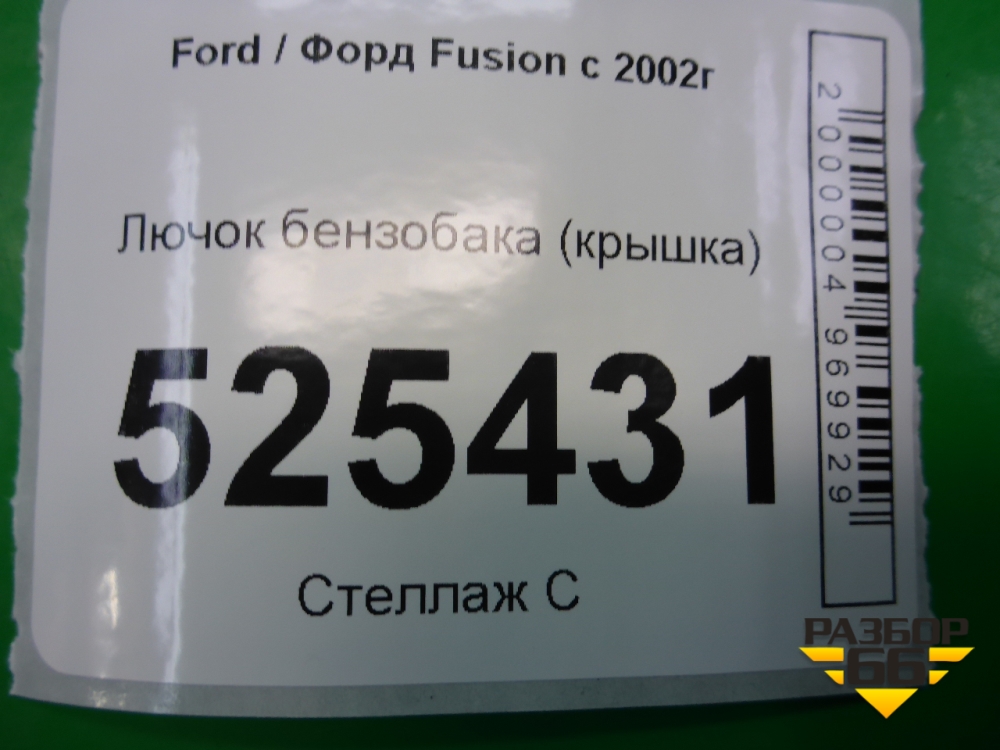 Ford / Форд Fusion с 2002г
Лючок бензобака (крышка)
525431
Стеллаж С
2000004969929
РАЗБОР
66